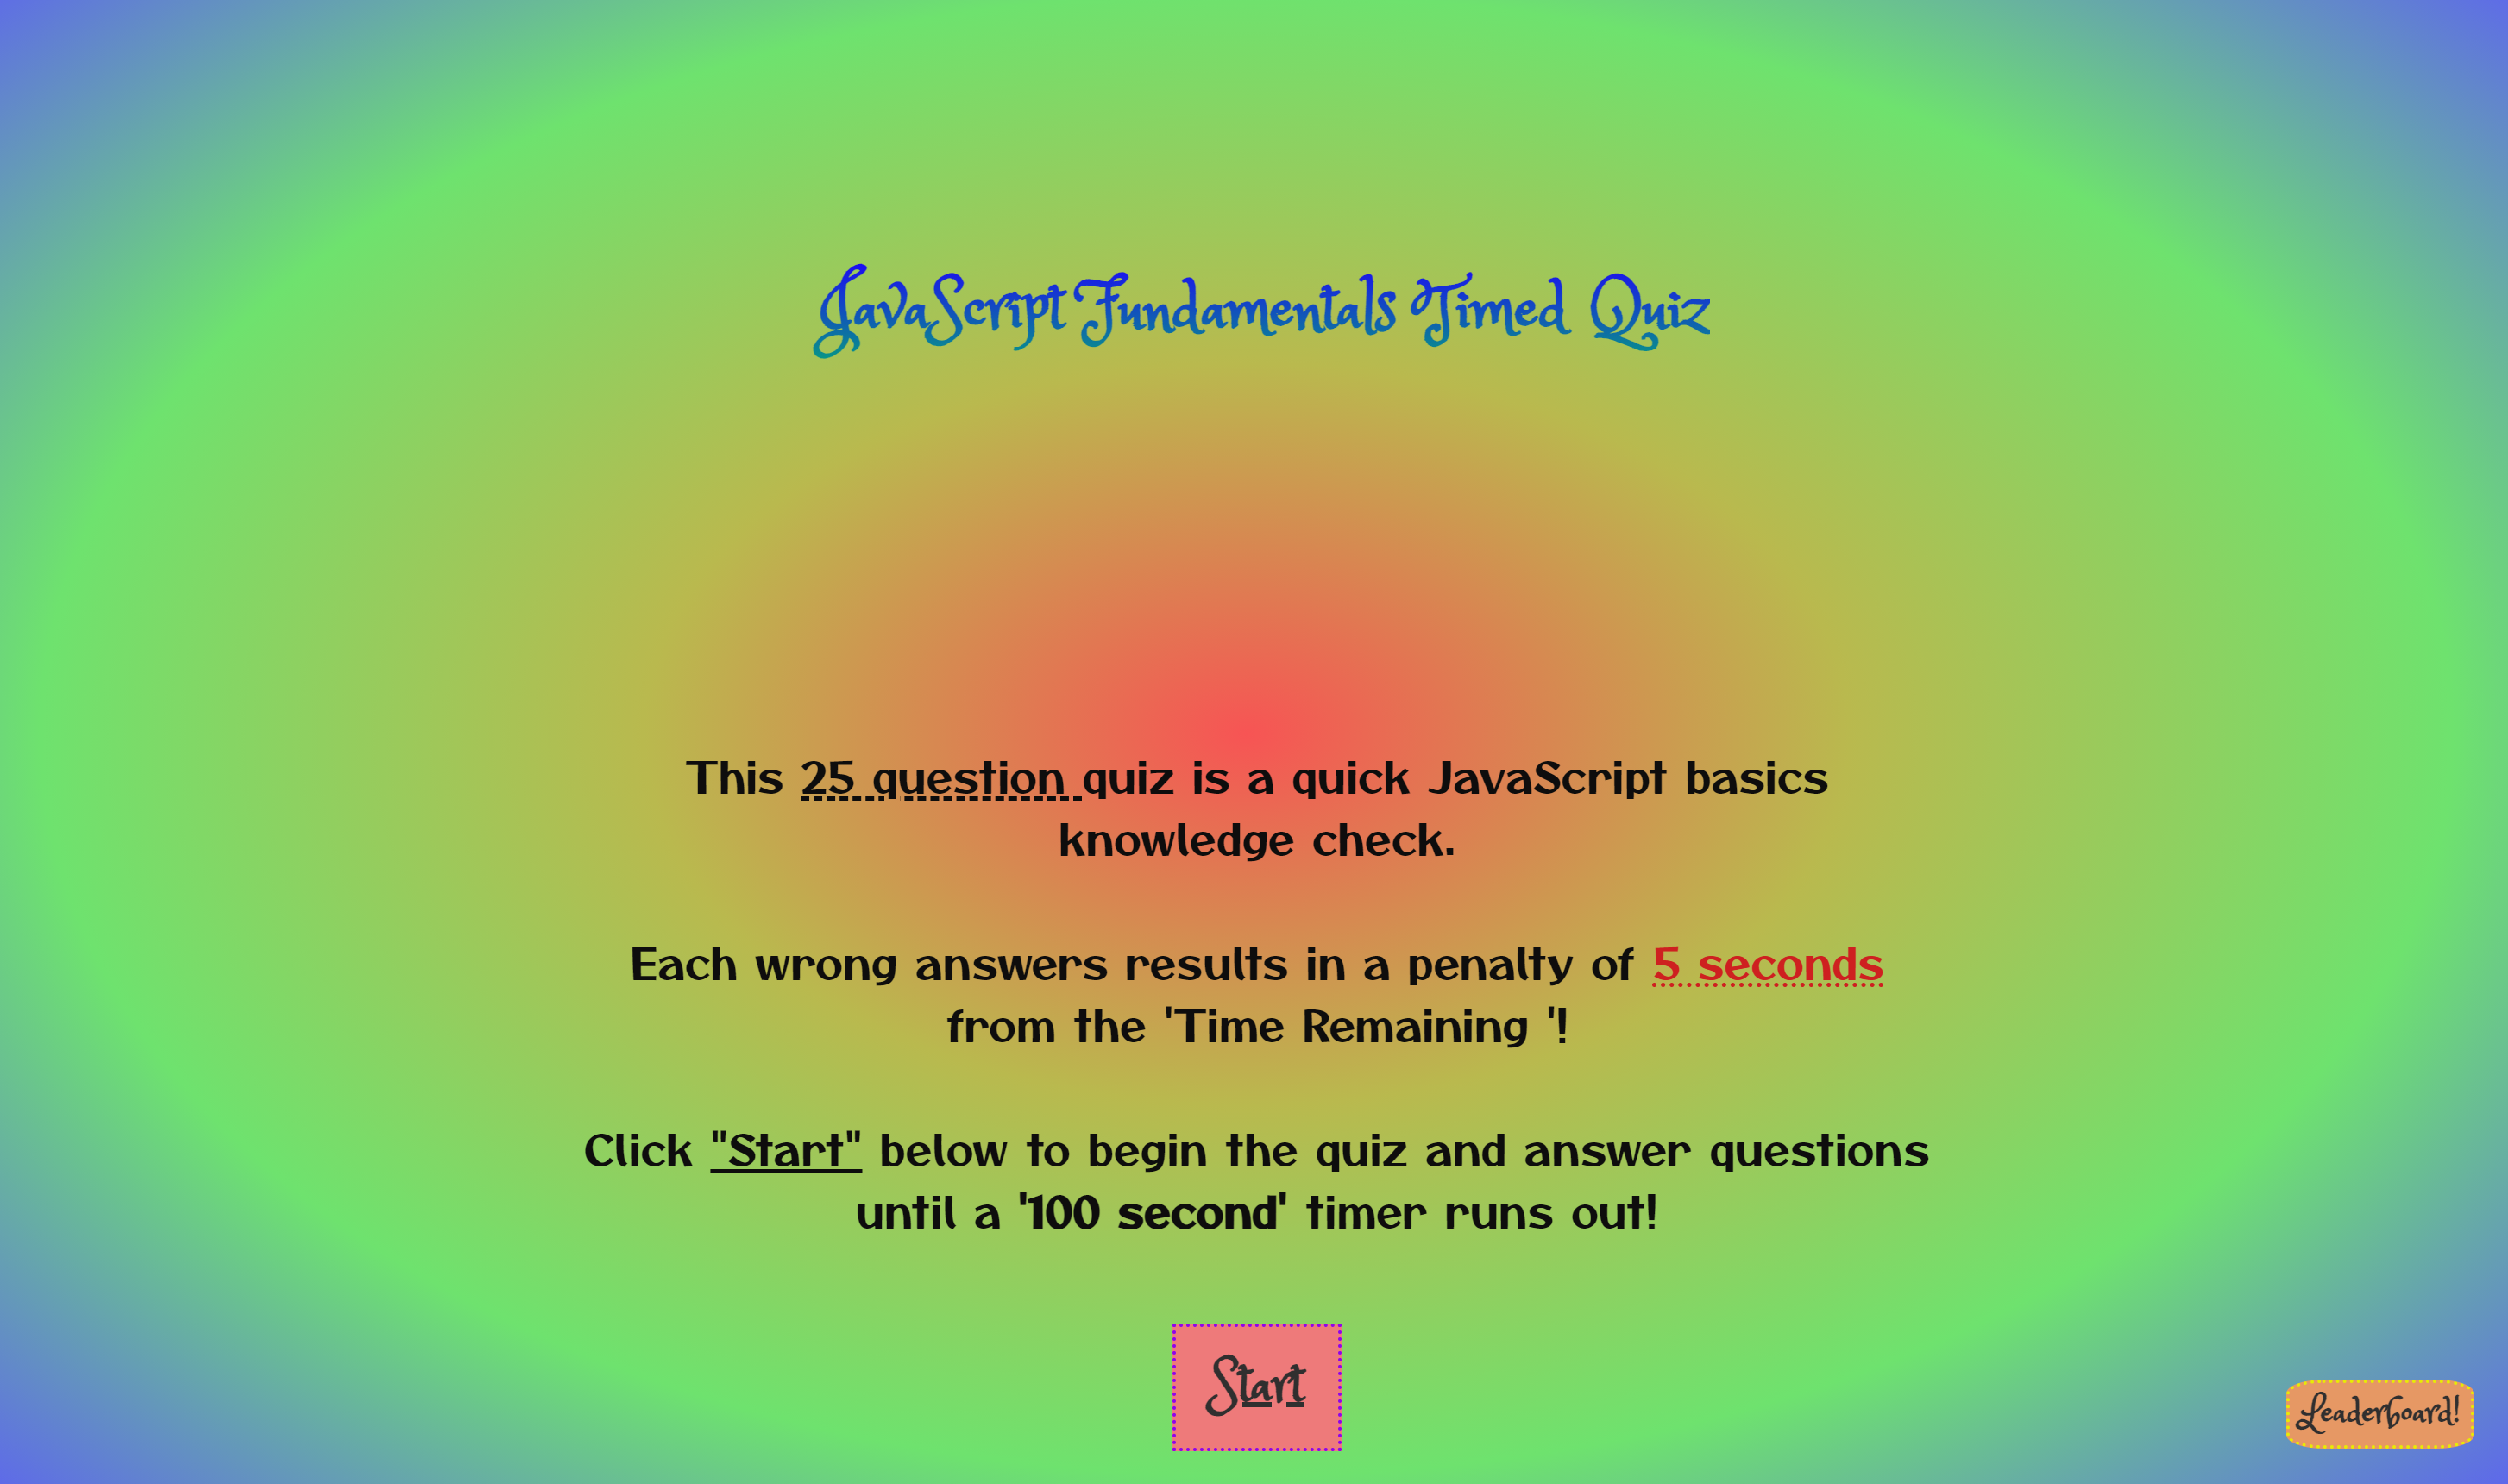 JavaScript Fundamentals Timed Quiz
This 25 question quiz is a quick JavaScript basics
knowledge check.
Each wrong answers results in a penalty of 5 seconds
from the 'Time Remaining '!
Click "Start" below to begin the quiz and answer questions
until a '100 second' timer runs out!
Start
Leaderboard!